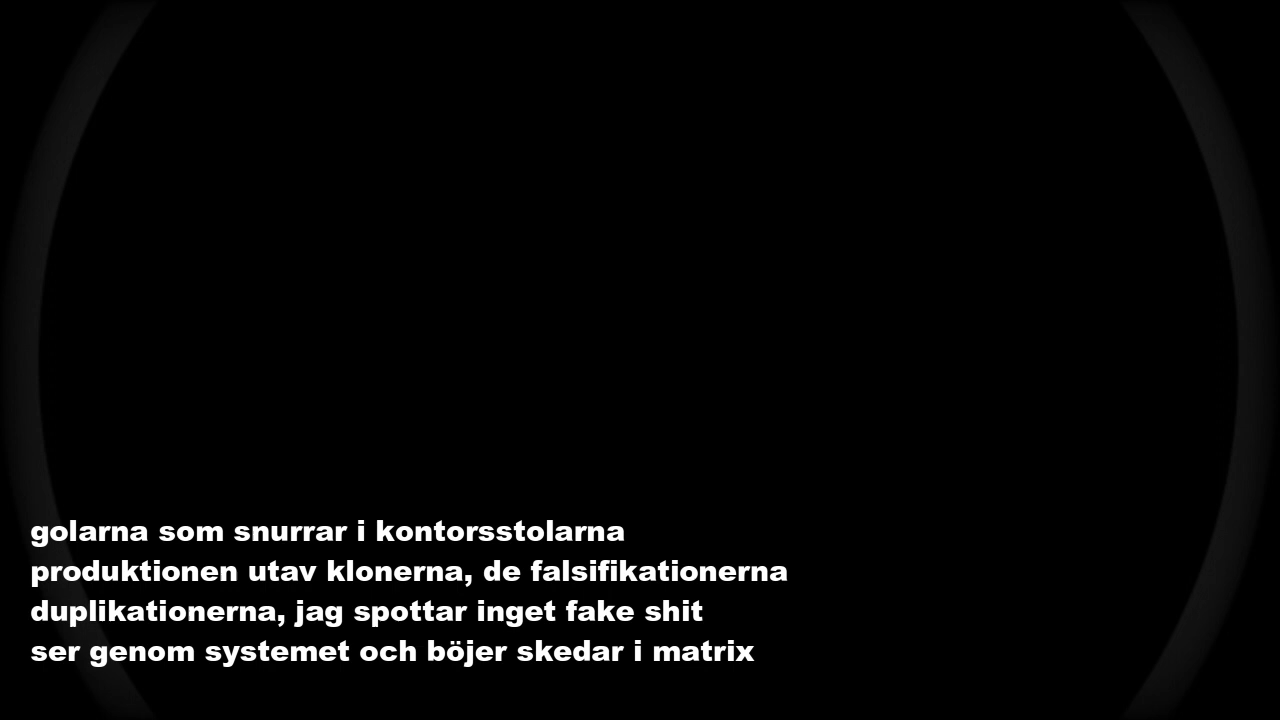 golarna som snurrar i kontorsstolarna
produktionen utav klonerna, de falsifikationerna
duplikationerna, jag spottar inget fake shit
ser genom systemet och böjer skedar i matrix